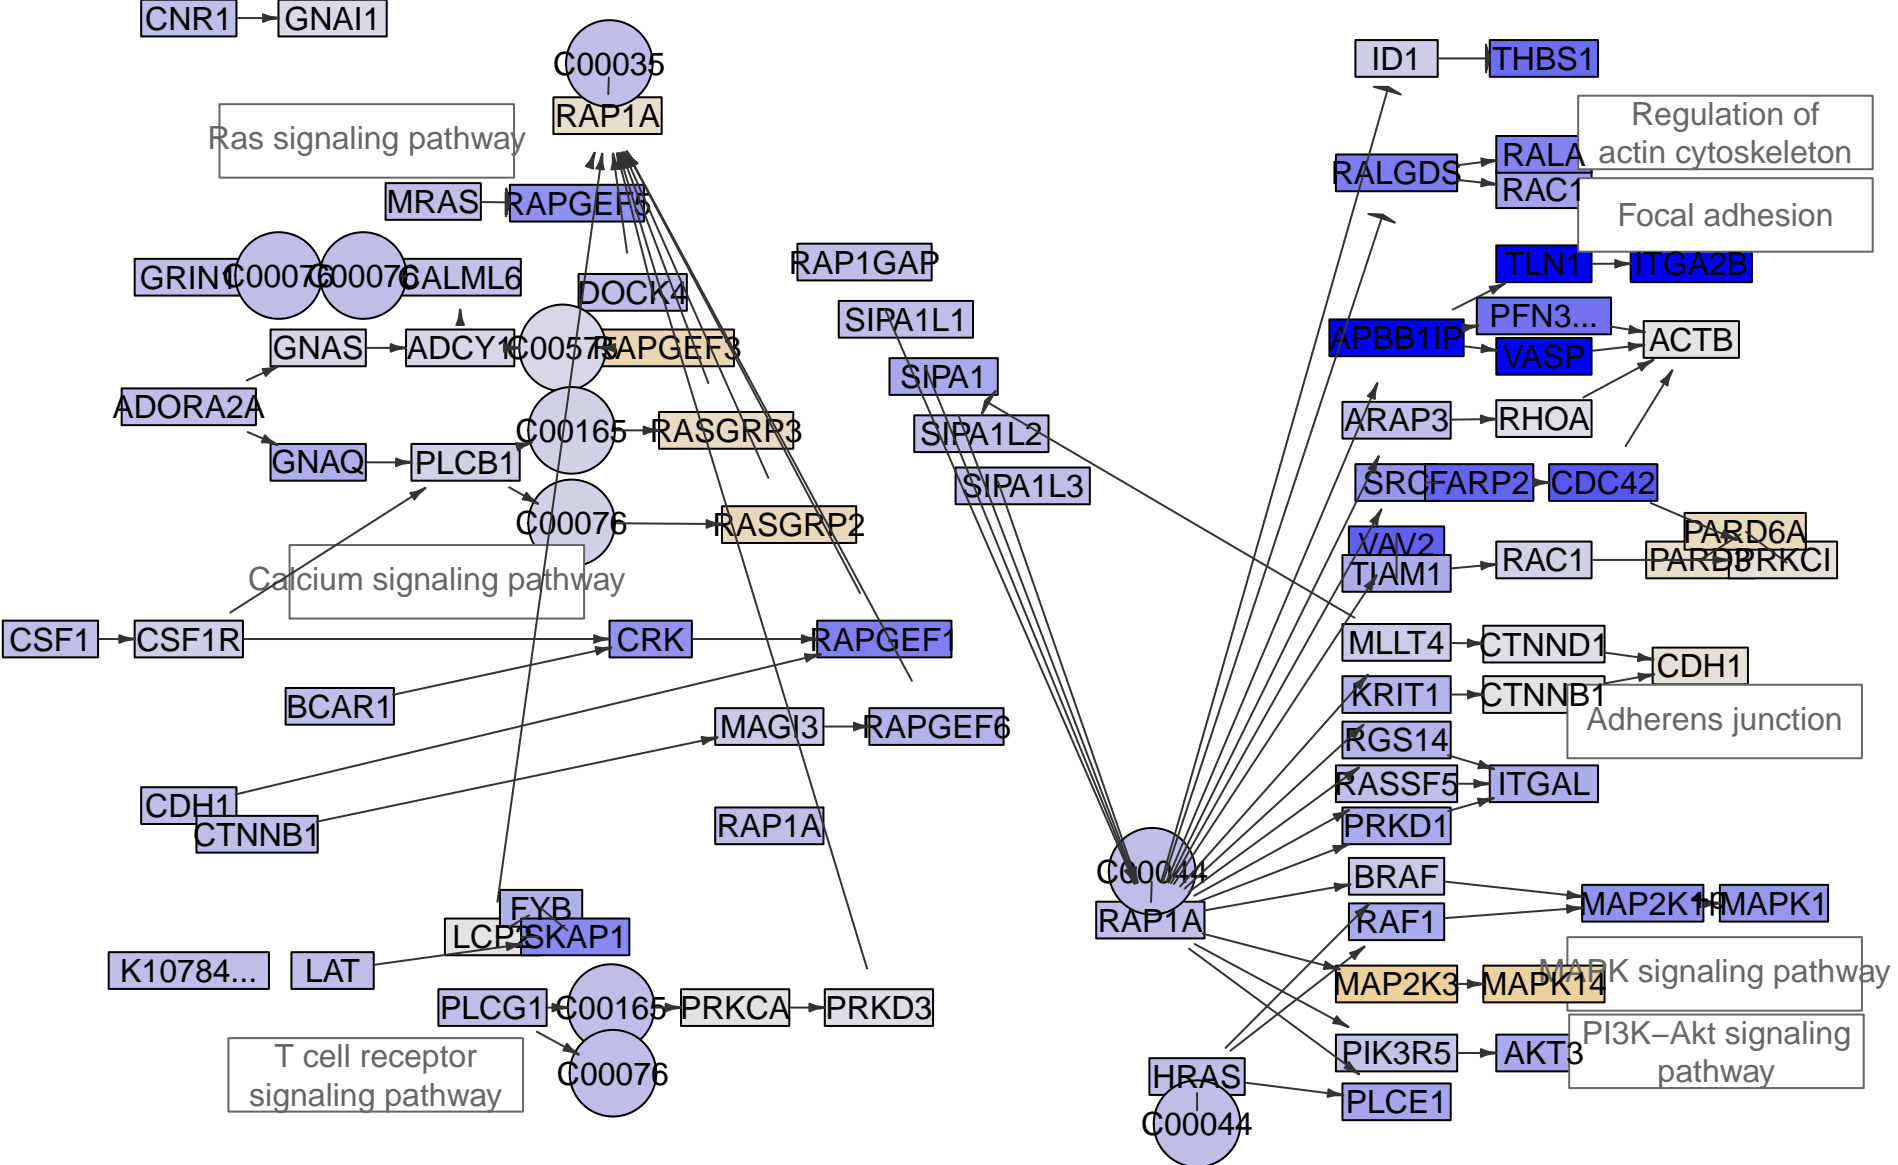 CNR1
GNAI1
C00035
RAP1A
Ras signaling pathway
MRAS
RAPGEF5
GRIN1
C00076
C00076
CALML6
DOCK4
GNAS
ADCY1
C00575
RAPGEF3
ADORA2A
GNAQ
PLCB1
C00165
RASGRP3
C00076
RASGRP2
Calcium signaling pathway
CSF1
CSF1R
CRK
RAPGEF1
BCAR1
MAGI3
RAPGEF6
CDH1
CTNNB1
RAP1A
FYB
LCP2
SKAP1
K10784...
LAT
PLCG1
C00165
PRKCA
PRKD3
C00076
T cell receptor
signaling pathway
RAP1GAP
SIPA1L1
SIPA1
SIPA1L2
SIPA1L3
C00044
RAP1A
HRAS
C00044
ID1
THBS1
Regulation of
actin cytoskeleton
RALGDS
RALA
RAC1
Focal adhesion
TLN1
ITGA2B
PFN3...
APBB1IP
VASP
ACTB
ARAP3
RHOA
SRC
FARP2
CDC42
VAV2
TIAM1
RAC1
PARD6A
PARD3
PRKCI
MLLT4
CTNND1
CDH1
KRIT1
CTNNB1
Adherens junction
RGS14
RASSF5
ITGAL
PRKD1
BRAF
RAF1
MAP2K1
+p
MAPK1
MAP2K3
MAPK14
MAPK signaling pathway
PIK3R5
AKT3
PI3K−Akt signaling
pathway
PLCE1